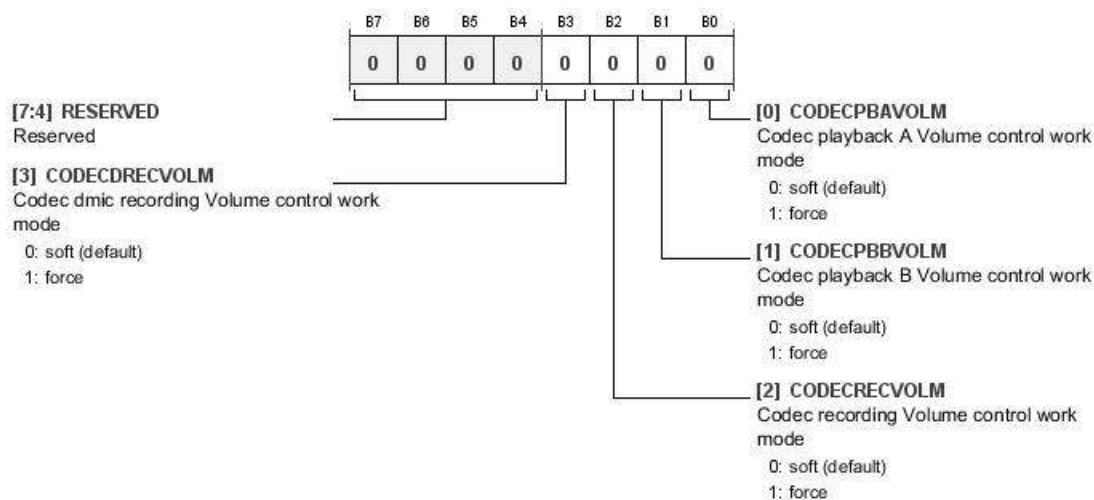 B7 B6 B5 B4 B3 B2 B1 B0
0 0 0 0 0 0 0 0
[7:4] RESERVED
Reserved
[3] CODECDRECVOLM
Codec dmic recording Volume control work
mode
0: soft (default)
1: force
[0] CODECPBAVOLM
Codec playback A Volume control work
mode
0: soft (default)
1: force
[1] CODECPBBVOLM
Codec playback B Volume control work
mode
0: soft (default)
1: force
[2] CODECRECVOLM
Codec recording Volume control work
mode
0: soft (default)
1: force